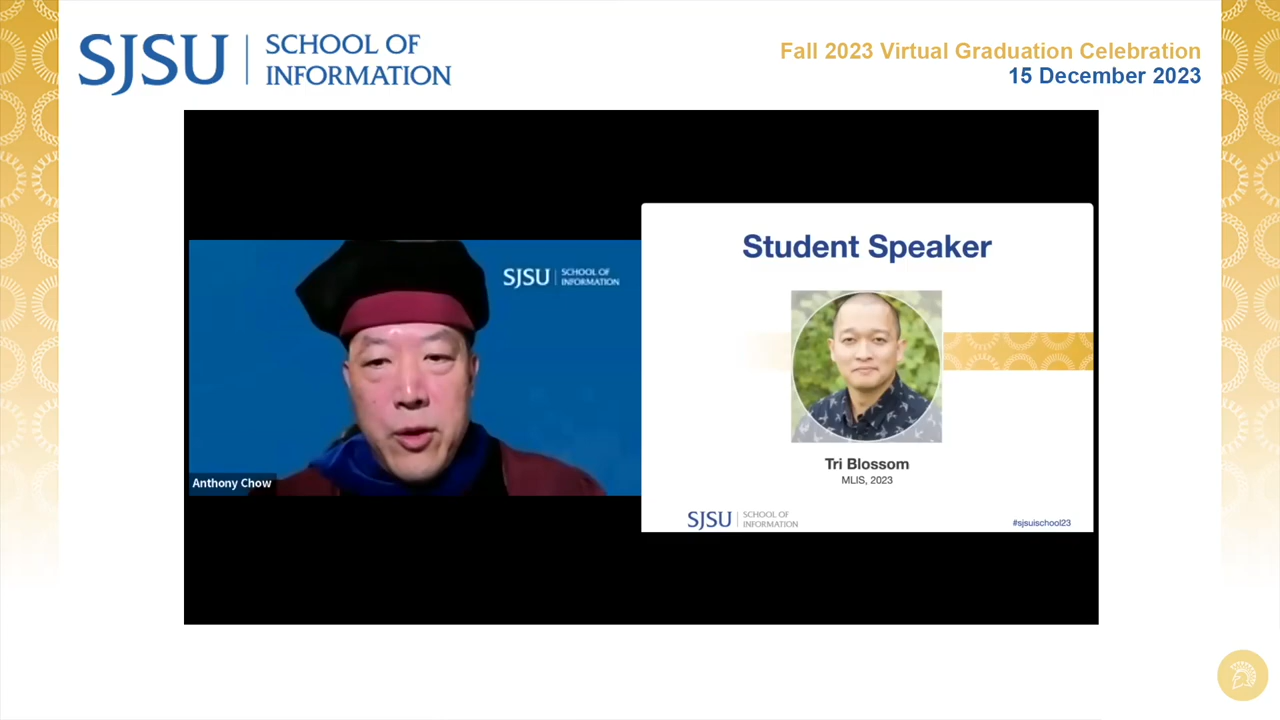 SJSU
SCHOOL OF
INFORMATION
Fall 2023 Virtual Graduation Celebration
15 December 2023
SJSU
SCHOOL OF
INFORMATION
Anthony Chow
Student Speaker
Tri Blossom
MLIS, 2023
SJSU
SCHOOL OF
INFORMATION
#sjsuischool23